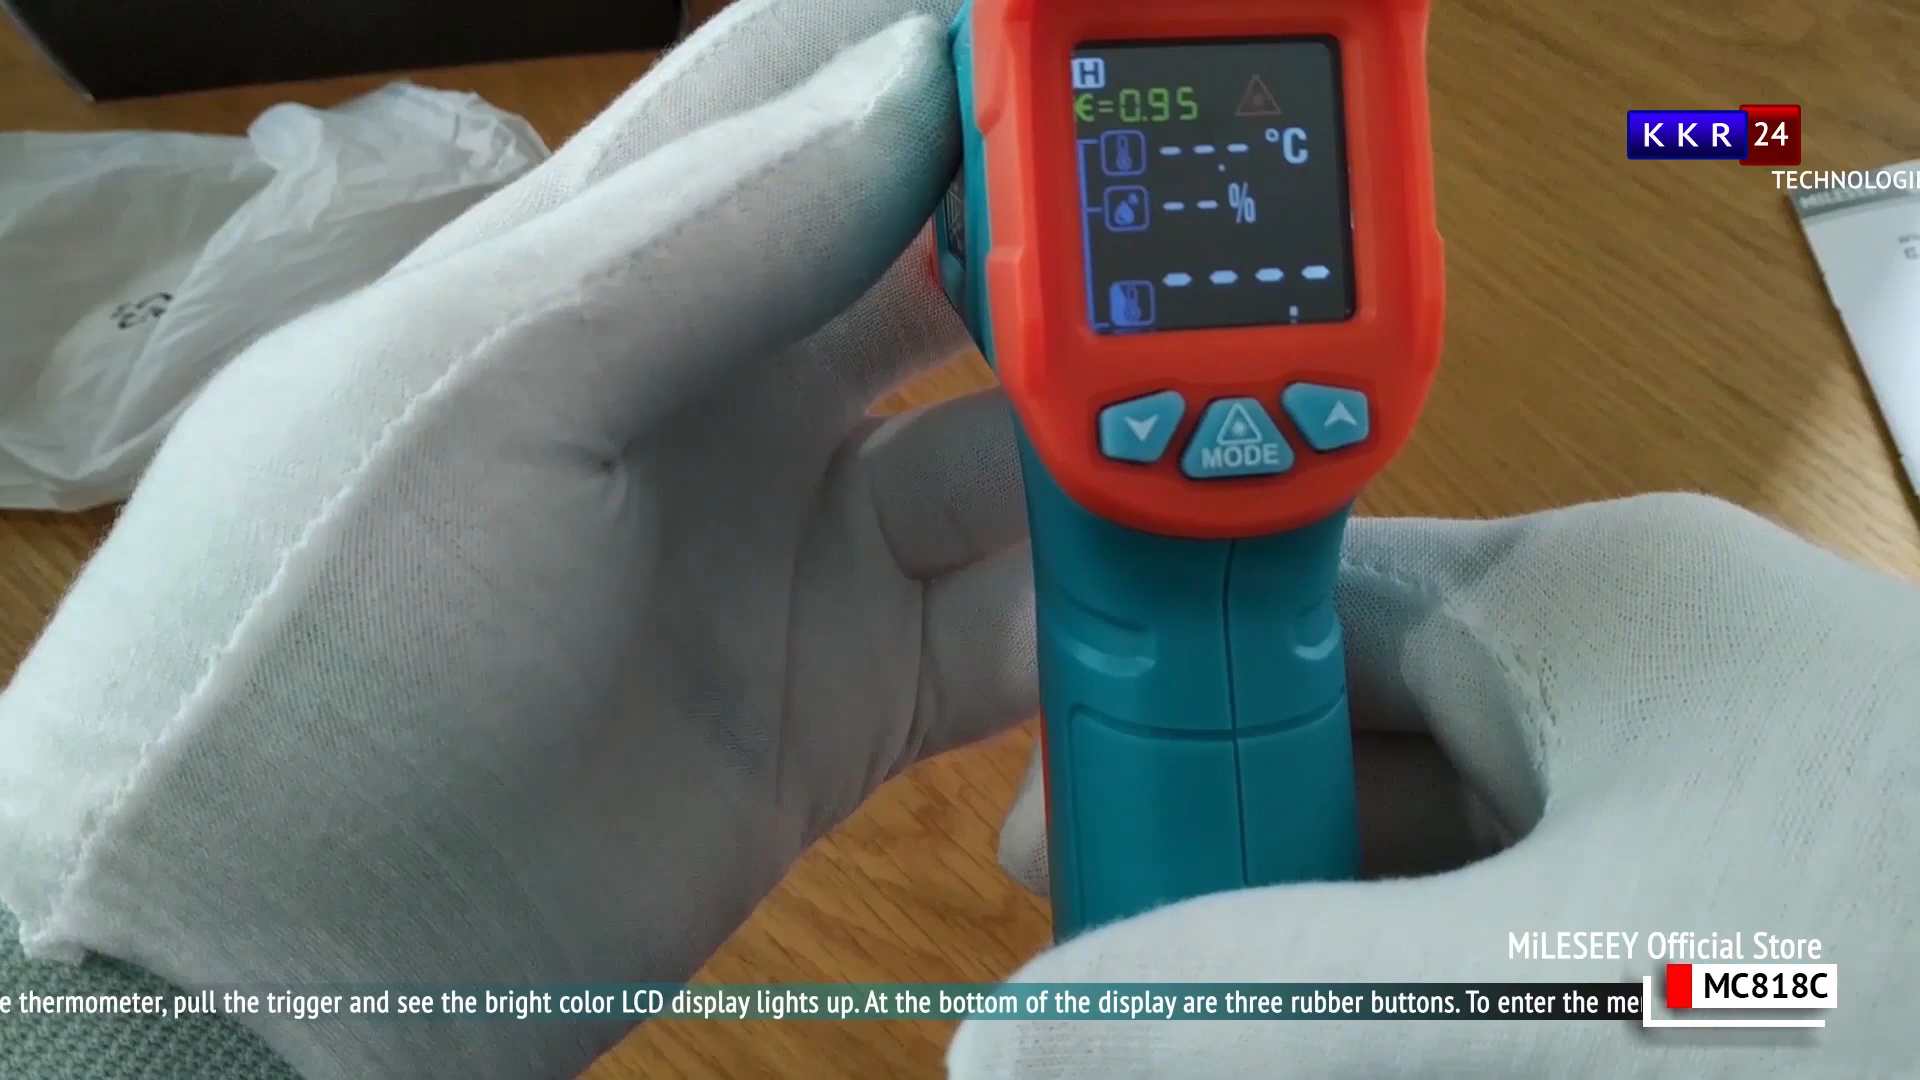 H
€=0.95
---.- °C
--%
----
MODE
KKR 24
TECHNOLOGI
MiLESEEY Official Store
MC818C
e thermometer, pull the trigger and see the bright color LCD display lights up. At the bottom of the display are three rubber buttons. To enter the me